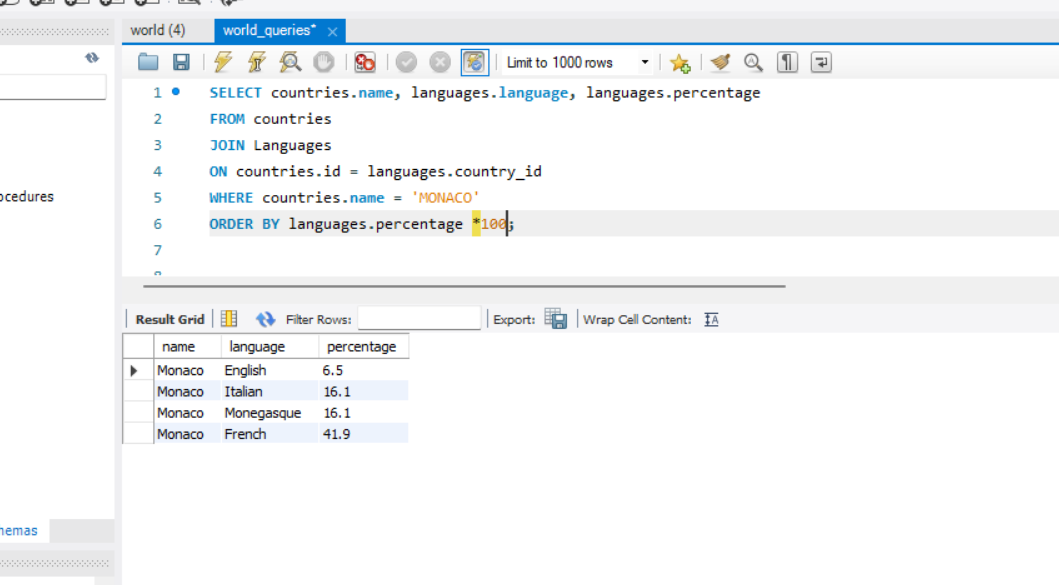 world (4)
world_queries*
Limit to 1000 rows
1 SELECT countries.name, languages.language, languages.percentage
2 FROM countries
3 JOIN Languages
4 ON countries.id = languages.country_id
ocedures
5 WHERE countries.name = 'MONACO'
6 ORDER BY languages.percentage *100;
7
Result Grid Filter Rows: Export: Wrap Cell Content:
name language percentage
Monaco English 6.5
Monaco Italian 16.1
Monaco Monegasque 16.1
Monaco French 41.9
hemas